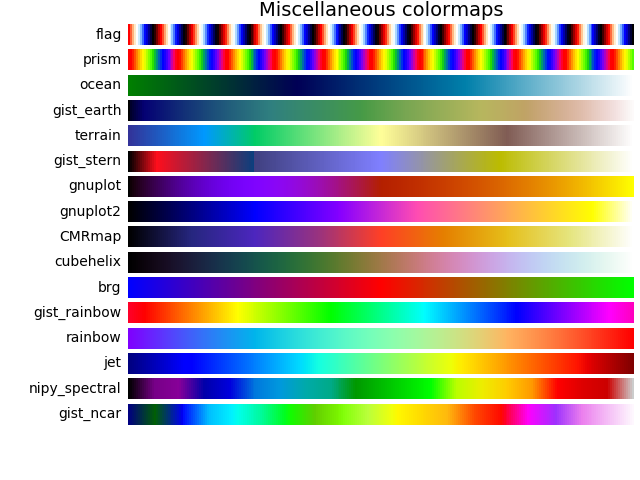 Miscellaneous colormaps
flag
prism
ocean
gist_earth
terrain
gist_stern
gnuplot
gnuplot2
CMRmap
cubehelix
brg
gist_rainbow
rainbow
jet
nipy_spectral
gist_ncar